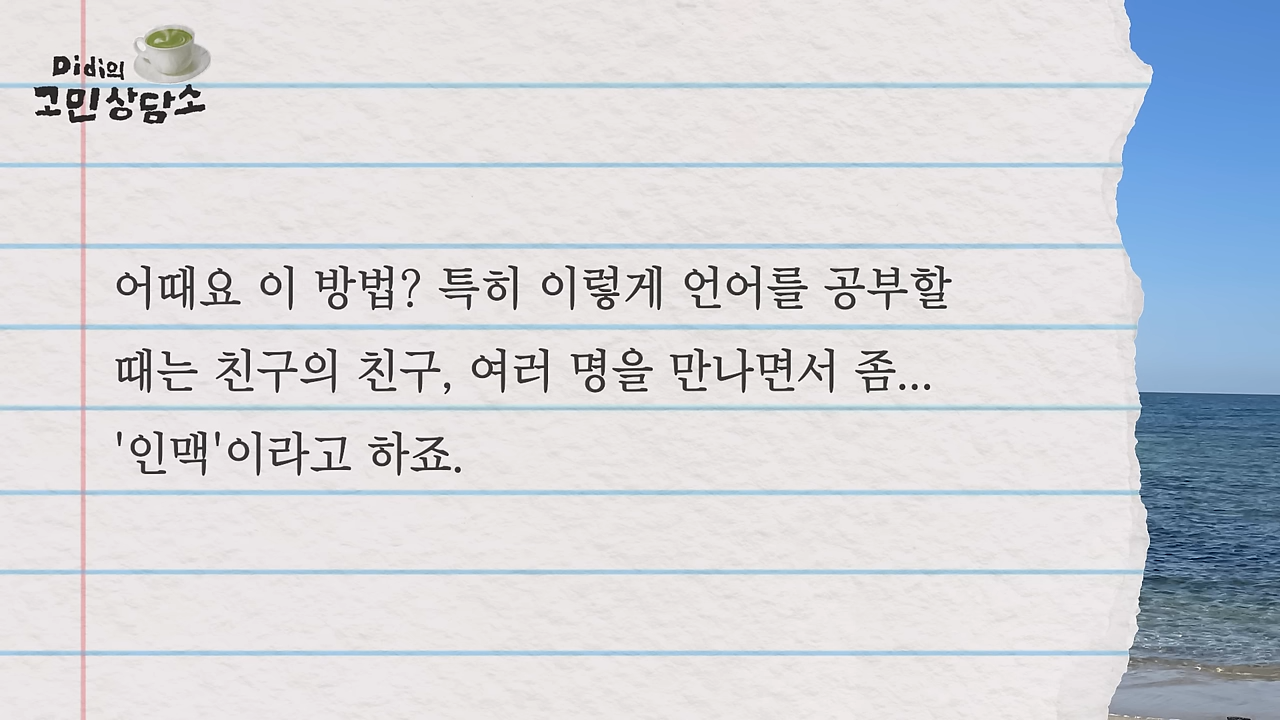 Didi의
고민상담소
어때요 이 방법? 특히 이렇게 언어를 공부할
때는 친구의 친구, 여러 명을 만나면서 좀...
'인맥'이라고 하죠.